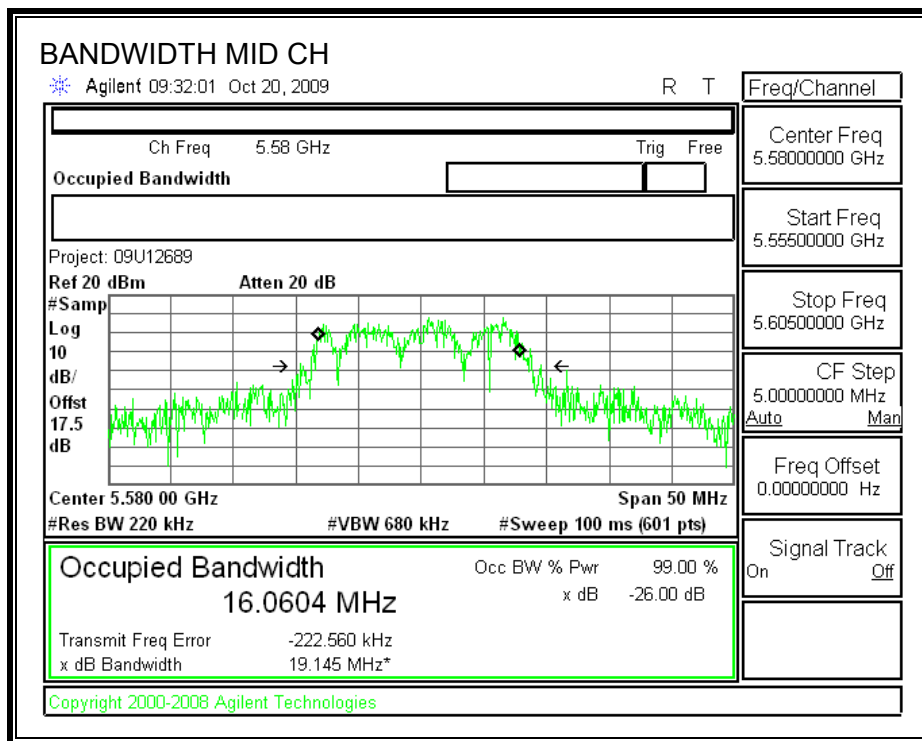 BANDWIDTH MID CH
Agilent 09:32:01 Oct 20, 2009 R T
Freq/Channel
Ch Freq 5.58 GHz Trig Free
Occupied Bandwidth
Center Freq
5.58000000 GHz
Start Freq
5.55500000 GHz
Stop Freq
5.60500000 GHz
CF Step
5.00000000 MHz
Auto Man
Freq Offset
0.00000000 Hz
Signal Track
On Off
Project: 09U12689
Ref 20 dBm Atten 20 dB
#Samp
Log
10
dB/
Offst
17.5
dB
Center 5.580 00 GHz Span 50 MHz
#Res BW 220 kHz #VBW 680 kHz #Sweep 100 ms (601 pts)
Occupied Bandwidth
16.0604 MHz
Occ BW % Pwr 99.00 %
x dB -26.00 dB
Transmit Freq Error -222.560 kHz
x dB Bandwidth 19.145 MHz*
Copyright 2000-2008 Agilent Technologies